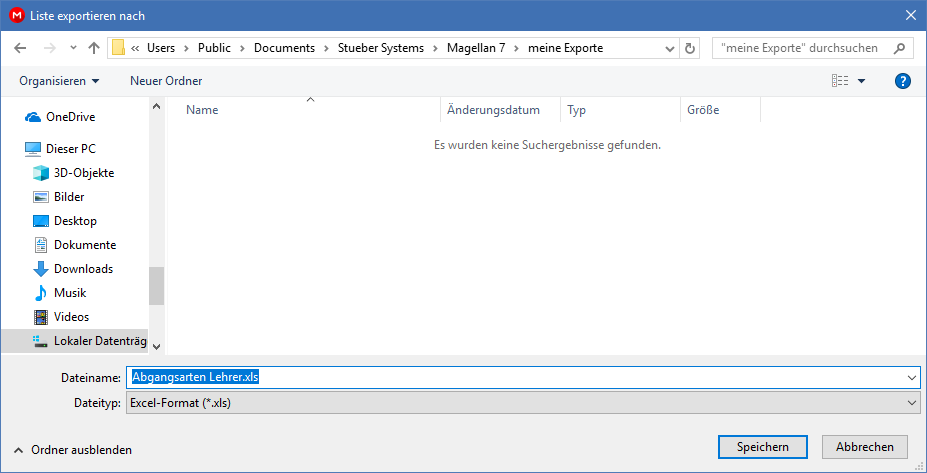 Liste exportieren nach
« Users › Public › Documents › Stueber Systems › Magellan 7 › meine Exporte
"meine Exporte" durchsuchen
Organisieren
Neuer Ordner
Name
Änderungsdatum
Typ
Größe
Es wurden keine Suchergebnisse gefunden.
OneDrive
Dieser PC
3D-Objekte
Bilder
Desktop
Dokumente
Downloads
Musik
Videos
Lokaler Datenträg
Dateiname: Abgangsarten Lehrer.xls
Dateityp: Excel-Format (*.xls)
Ordner ausblenden
Speichern
Abbrechen